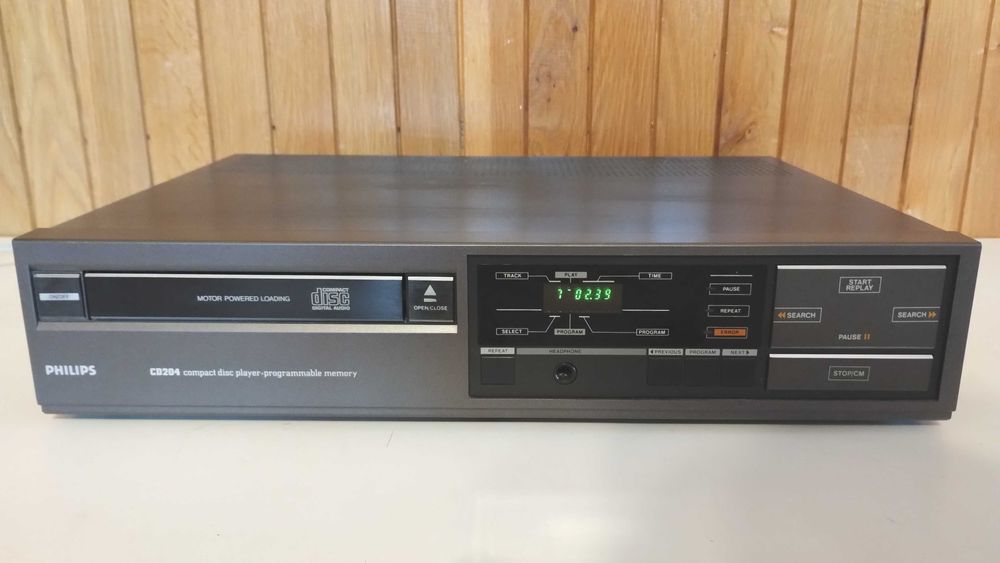 ON/OFF
MOTOR POWERED LOADING
COMPACT
disc
DIGITAL AUDIO
OPEN/CLOSE
PHILIPS
CD204 compact disc player-programmable memory
TRACK
PLAY
TIME
7 02.39
SELECT
PROGRAM
PROGRAM
PAUSE
REPEAT
ERROR
REPEAT
HEADPHONE
PREVIOUS
PROGRAM
NEXT
START
REPLAY
SEARCH
SEARCH
PAUSE
STOP/CM